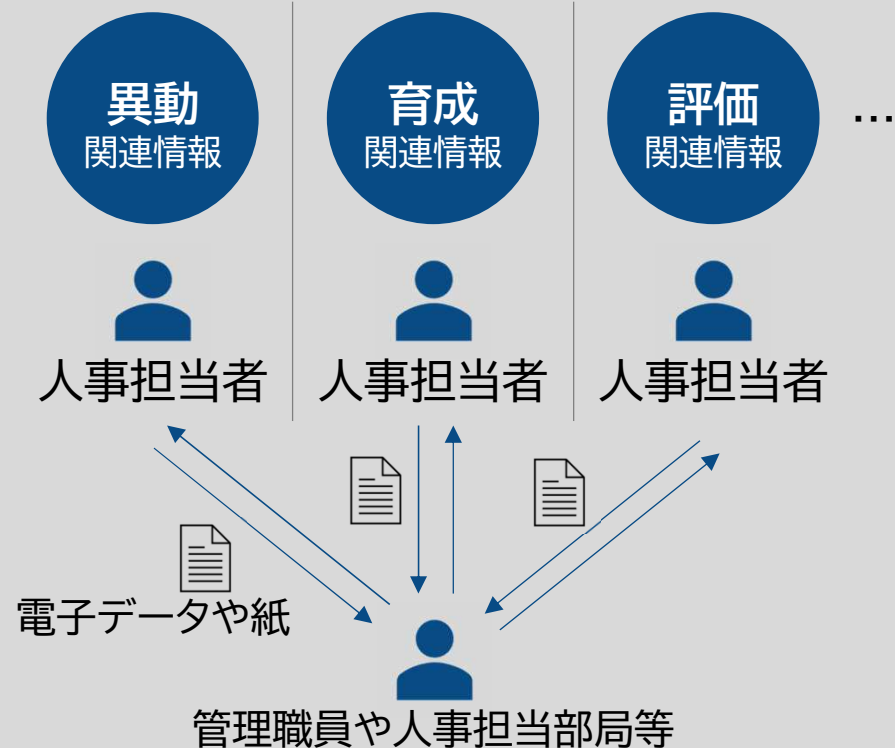 異動
関連情報
育成
関連情報
評価
関連情報
…
人事担当者
人事担当者
人事担当者
電子データや紙
管理職員や人事担当部局等